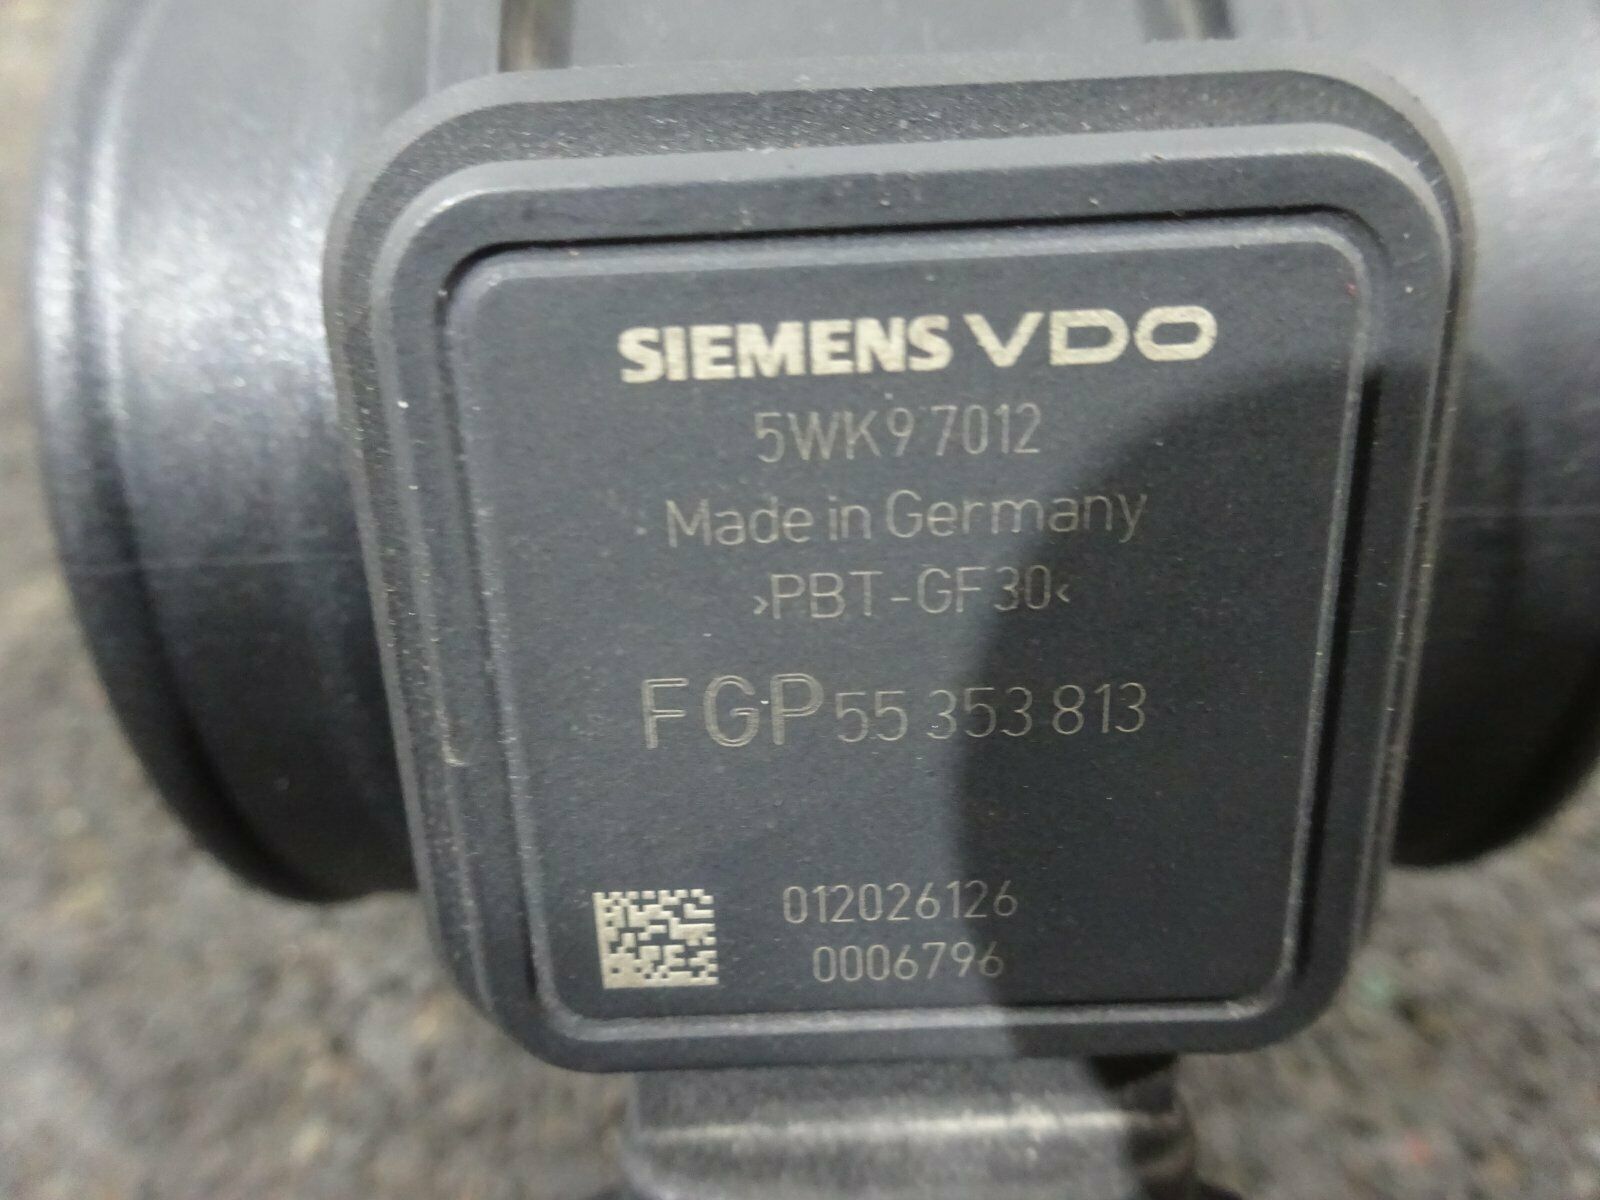 SIEMENS VDO
5WK9 7012
Made in Germany
>PBT-GF30<
FGP 55 353 813
012026126
0006796